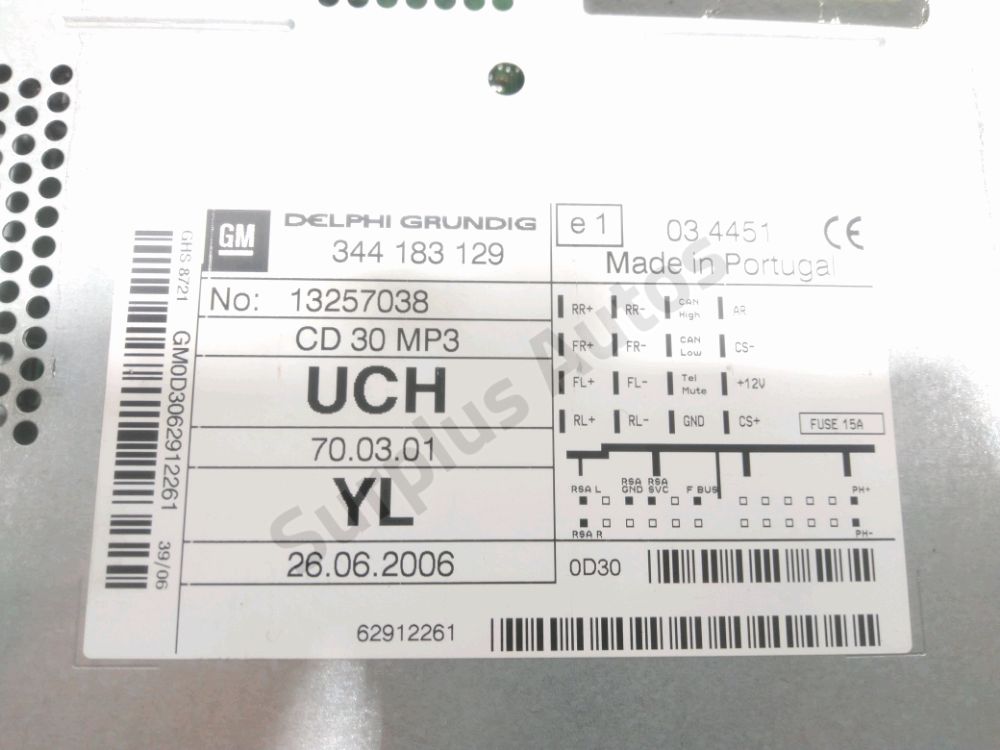 GM DELPHI GRUNDIG
344 183 129
e1 03 4451 CE
Made in Portugal
No: 13257038
CD 30 MP3
UCH
70.03.01
YL
26.06.2006
RR+ RR- CAN High AR
FR+ FR- CAN Low CS-
FL+ FL- Tel Mute +12V
RL+ RL- GND CS+ FUSE 15A
RSA L RSA GND RSA SVC F BUS PH+
RSA R PH-
0D30
62912261
GHS 8721 GM0D3062912261 39/06
Surplus Autos